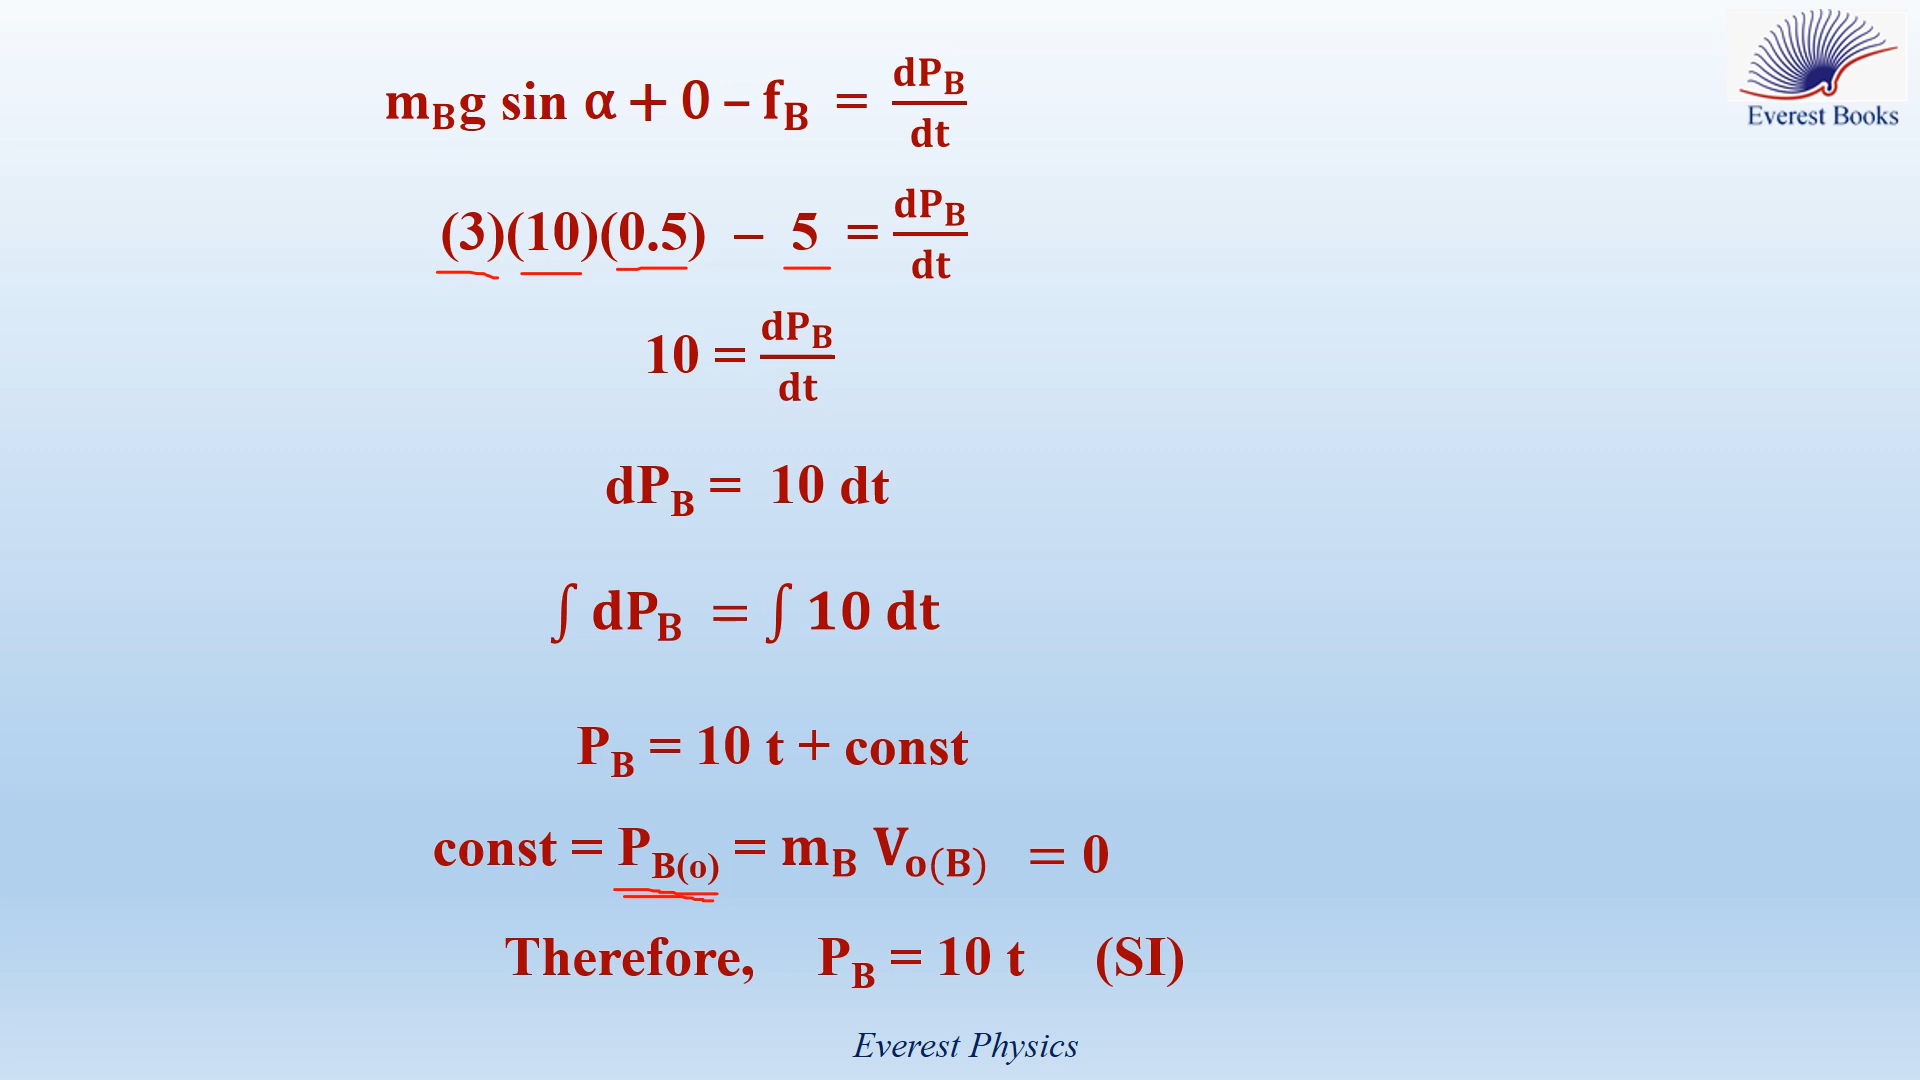 Everest Books
m_B g sin α + 0 – f_B = dP_B/dt
(3)(10)(0.5) – 5 = dP_B/dt
10 = dP_B/dt
dP_B = 10 dt
∫ dP_B = ∫ 10 dt
P_B = 10 t + const
const = P_B(o) = m_B V_o(B) = 0
Therefore, P_B = 10 t (SI)
Everest Physics